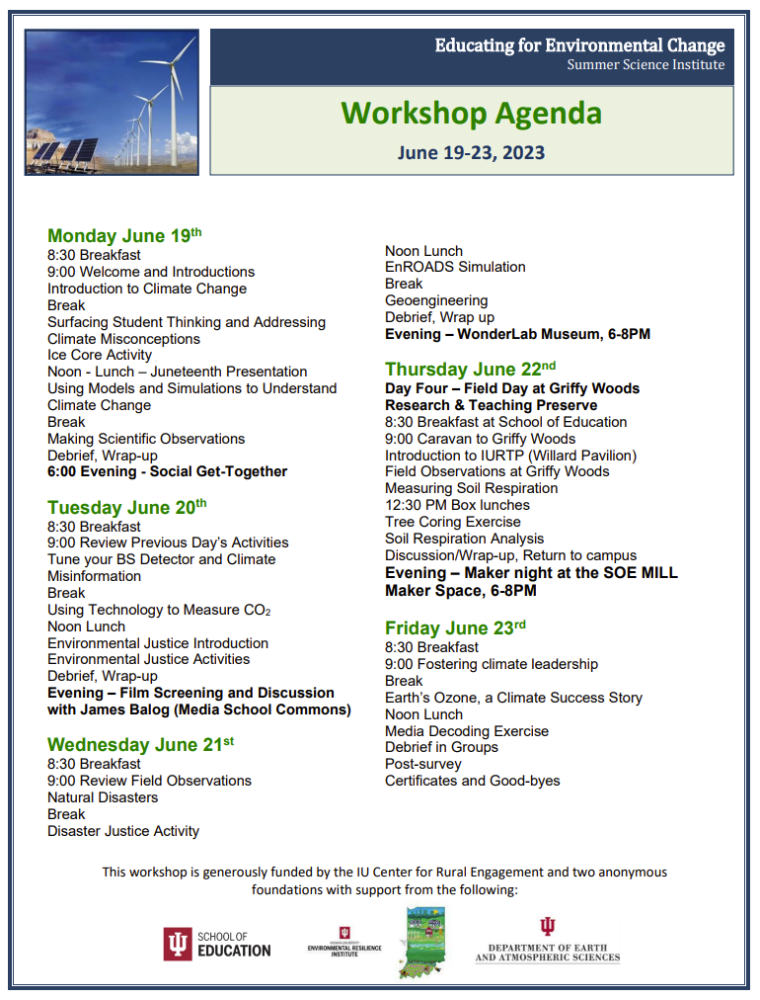 Educating for Environmental Change
Summer Science Institute
Workshop Agenda
June 19-23, 2023
Monday June 19th
8:30 Breakfast
9:00 Welcome and Introductions
Introduction to Climate Change
Break
Surfacing Student Thinking and Addressing
Climate Misconceptions
Ice Core Activity
Noon - Lunch – Juneteenth Presentation
Using Models and Simulations to Understand
Climate Change
Break
Making Scientific Observations
Debrief, Wrap-up
6:00 Evening - Social Get-Together
Tuesday June 20th
8:30 Breakfast
9:00 Review Previous Day’s Activities
Tune your BS Detector and Climate
Misinformation
Break
Using Technology to Measure CO2
Noon Lunch
Environmental Justice Introduction
Environmental Justice Activities
Debrief, Wrap-up
Evening – Film Screening and Discussion
with James Balog (Media School Commons)
Wednesday June 21st
8:30 Breakfast
9:00 Review Field Observations
Natural Disasters
Break
Disaster Justice Activity
Noon Lunch
EnROADS Simulation
Break
Geoengineering
Debrief, Wrap up
Evening – WonderLab Museum, 6-8PM
Thursday June 22nd
Day Four – Field Day at Griffy Woods
Research & Teaching Preserve
8:30 Breakfast at School of Education
9:00 Caravan to Griffy Woods
Introduction to IURTP (Willard Pavilion)
Field Observations at Griffy Woods
Measuring Soil Respiration
12:30 PM Box lunches
Tree Coring Exercise
Soil Respiration Analysis
Discussion/Wrap-up, Return to campus
Evening – Maker night at the SOE MILL
Maker Space, 6-8PM
Friday June 23rd
8:30 Breakfast
9:00 Fostering climate leadership
Break
Earth’s Ozone, a Climate Success Story
Noon Lunch
Media Decoding Exercise
Debrief in Groups
Post-survey
Certificates and Good-byes
This workshop is generously funded by the IU Center for Rural Engagement and two anonymous
foundations with support from the following:
SCHOOL OF
EDUCATION
INDIANA UNIVERSITY
ENVIRONMENTAL RESILIENCE
INSTITUTE
DEPARTMENT OF EARTH
AND ATMOSPHERIC SCIENCES